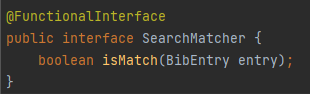 @FunctionalInterface
public interface SearchMatcher {
    boolean isMatch(BibEntry entry);
}